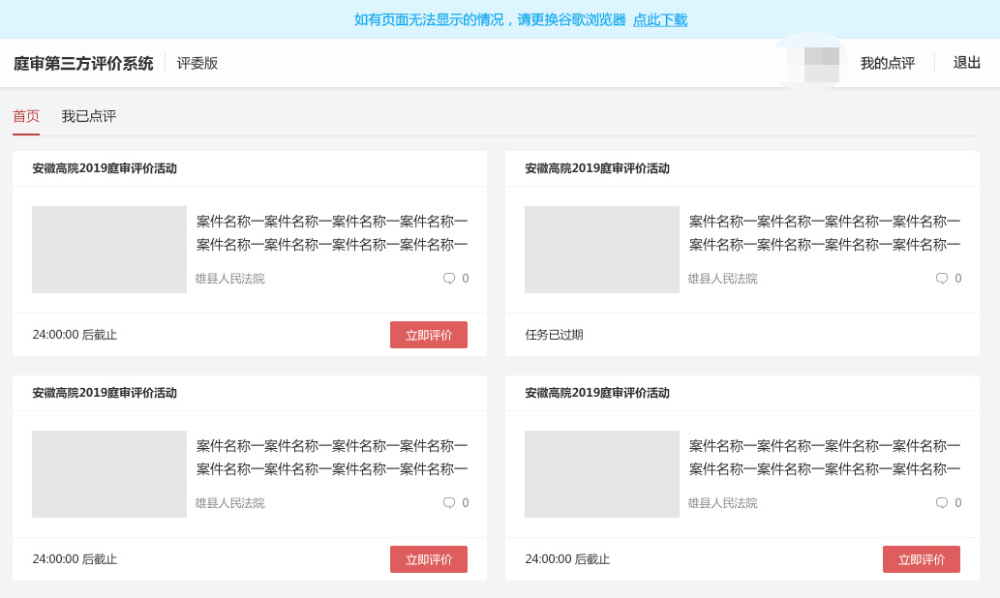 如有页面无法显示的情况，请更换谷歌浏览器 点此下载
庭审第三方评价系统 评委版 我的点评 退出
首页 我已点评
安徽高院2019庭审评价活动
案件名称一案件名称一案件名称一案件名称一
案件名称一案件名称一案件名称一案件名称一
雄县人民法院 0
24:00:00 后截止 立即评价
安徽高院2019庭审评价活动
案件名称一案件名称一案件名称一案件名称一
案件名称一案件名称一案件名称一案件名称一
雄县人民法院 0
任务已过期
安徽高院2019庭审评价活动
案件名称一案件名称一案件名称一案件名称一
案件名称一案件名称一案件名称一案件名称一
雄县人民法院 0
24:00:00 后截止 立即评价
安徽高院2019庭审评价活动
案件名称一案件名称一案件名称一案件名称一
案件名称一案件名称一案件名称一案件名称一
雄县人民法院 0
24:00:00 后截止 立即评价